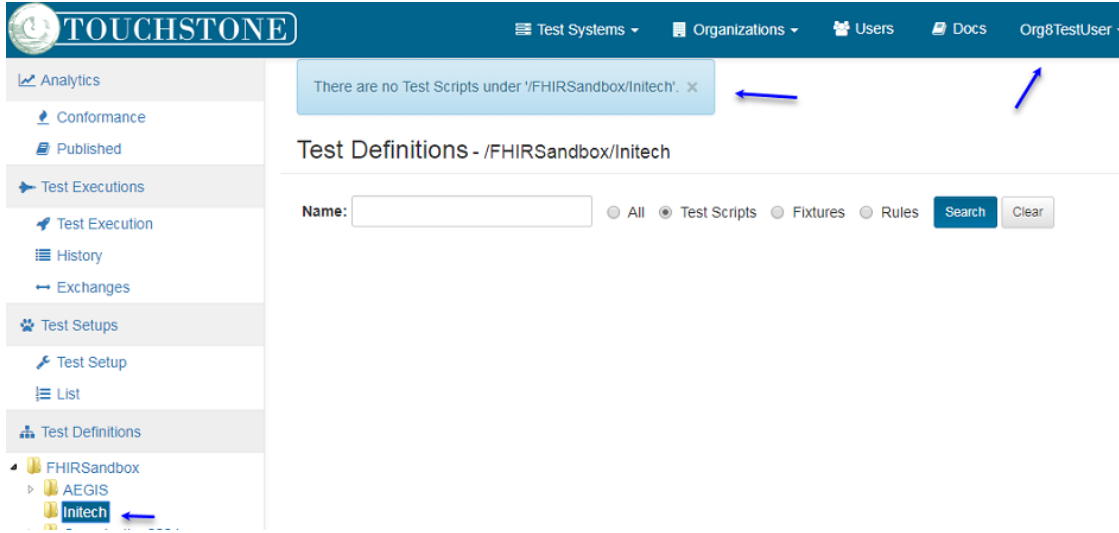 TOUCHSTONE
Test Systems
Organizations
Users
Docs
Org8TestUser
Analytics
Conformance
Published
Test Executions
Test Execution
History
Exchanges
Test Setups
Test Setup
List
Test Definitions
FHIRSandbox
AEGIS
Initech
There are no Test Scripts under '/FHIRSandbox/Initech'. ×
Test Definitions - /FHIRSandbox/Initech
Name: All Test Scripts Fixtures Rules Search Clear